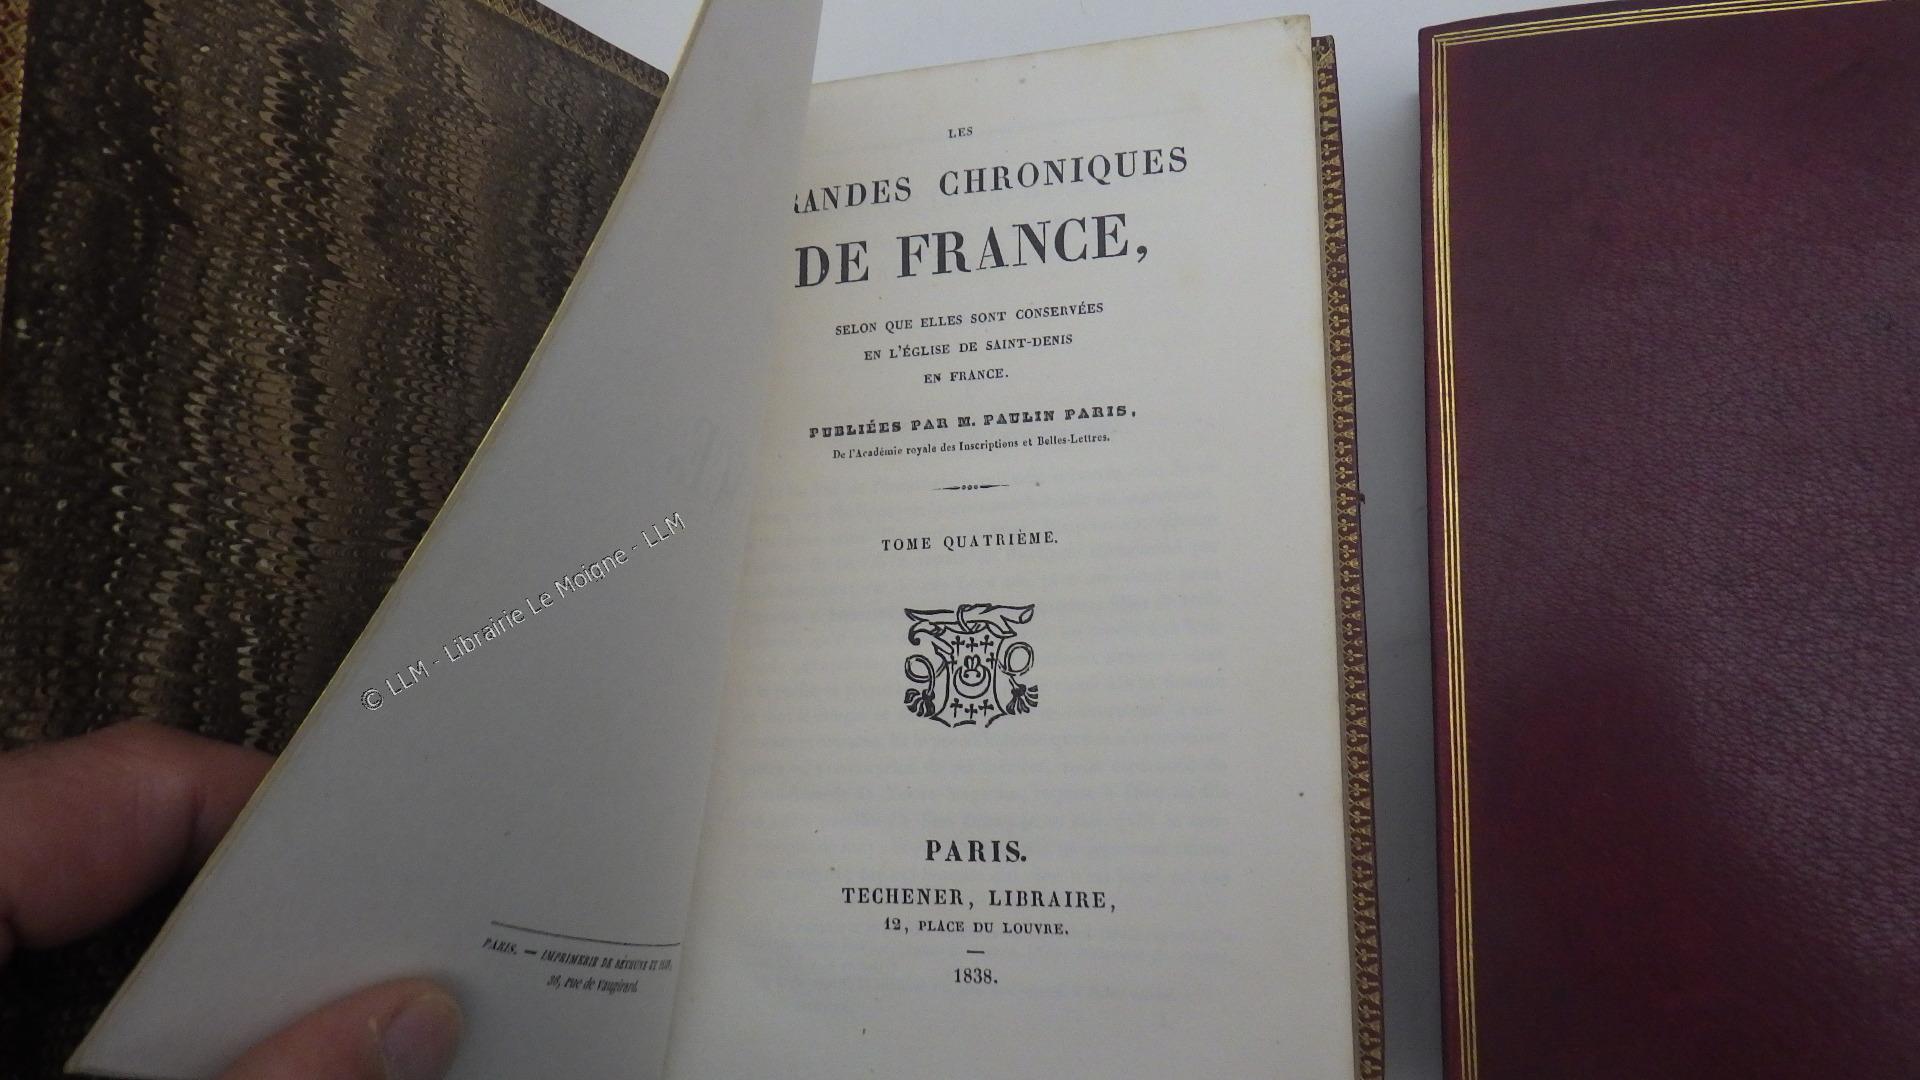 LES
RANDES CHRONIQUES
DE FRANCE,
SELON QUE ELLES SONT CONSERVÉES
EN L'ÉGLISE DE SAINT-DENIS
EN FRANCE.
PUBLIÉES PAR M. PAULIN PARIS,
De l'Académie royale des Inscriptions et Belles-Lettres.
TOME QUATRIÈME.
PARIS.
TECHENER, LIBRAIRE,
12, PLACE DU LOUVRE.
1838.
PARIS. — IMPRIMERIE DE BÉTHUNE ET
36, rue de Vaugirard.
© LLM - Librairie Le Moigne - LLM